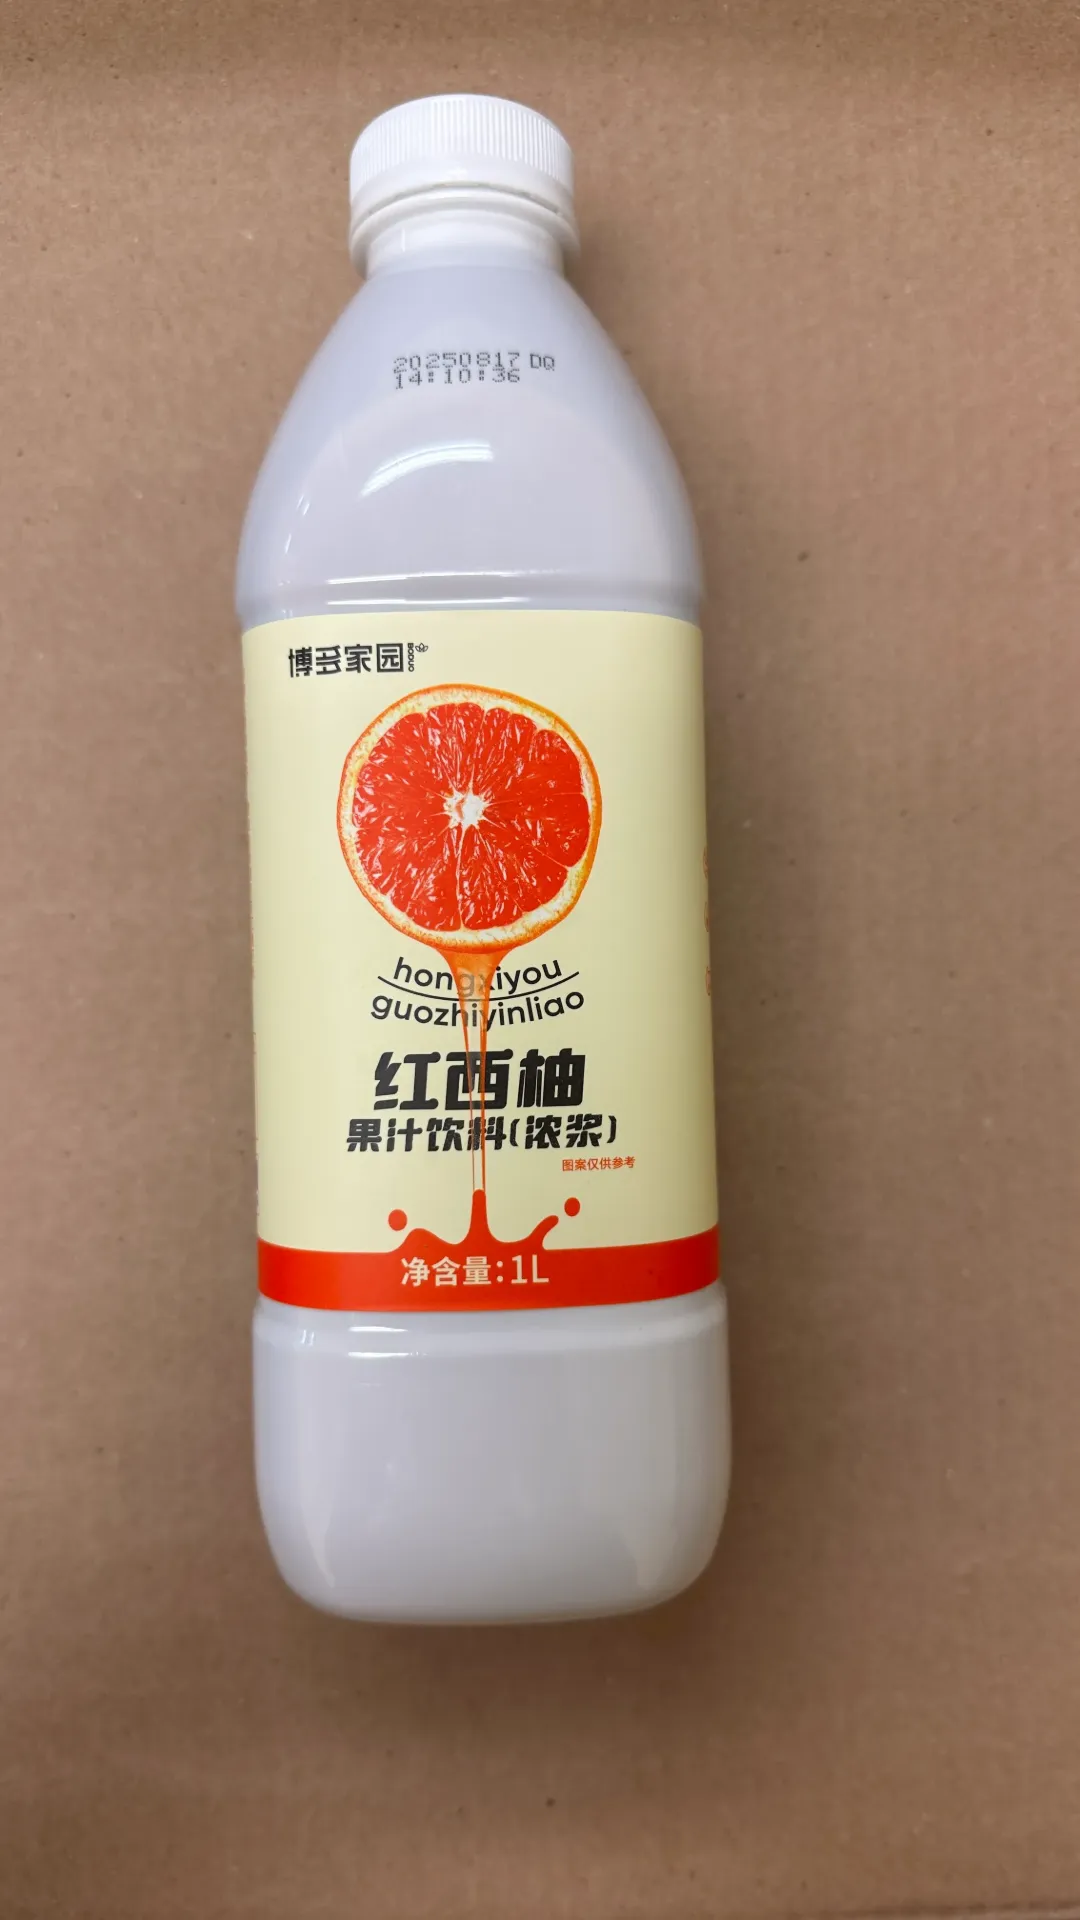 20250817 DQ
14:10:36
博多家园
BODUO
hongxiyou
guozhiyinliao
红西柚
果汁饮料(浓浆)
图案仅供参考
净含量:1L